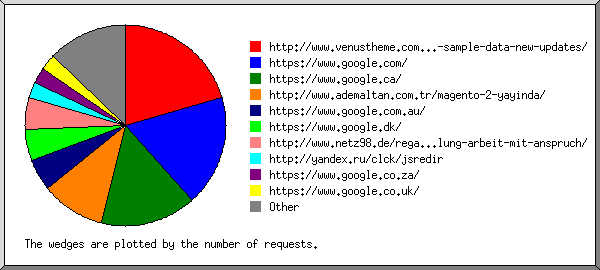 http://www.venustheme.com...-sample-data-new-updates/
https://www.google.com/
https://www.google.ca/
http://www.ademaltan.com.tr/magento-2-yayinda/
https://www.google.com.au/
https://www.google.dk/
http://www.netz98.de/rega...lung-arbeit-mit-anspruch/
http://yandex.ru/clck/jsredir
https://www.google.co.za/
https://www.google.co.uk/
Other
The wedges are plotted by the number of requests.